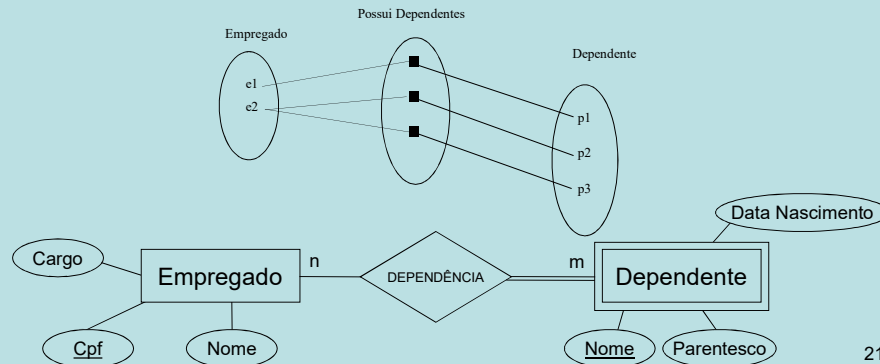 Possui Dependentes
Empregado
Dependente
e1
e2
p1
p2
p3
Data Nascimento
Cargo
Empregado
n
DEPENDÊNCIA
m
Dependente
Cpf
Nome
Nome
Parentesco
21